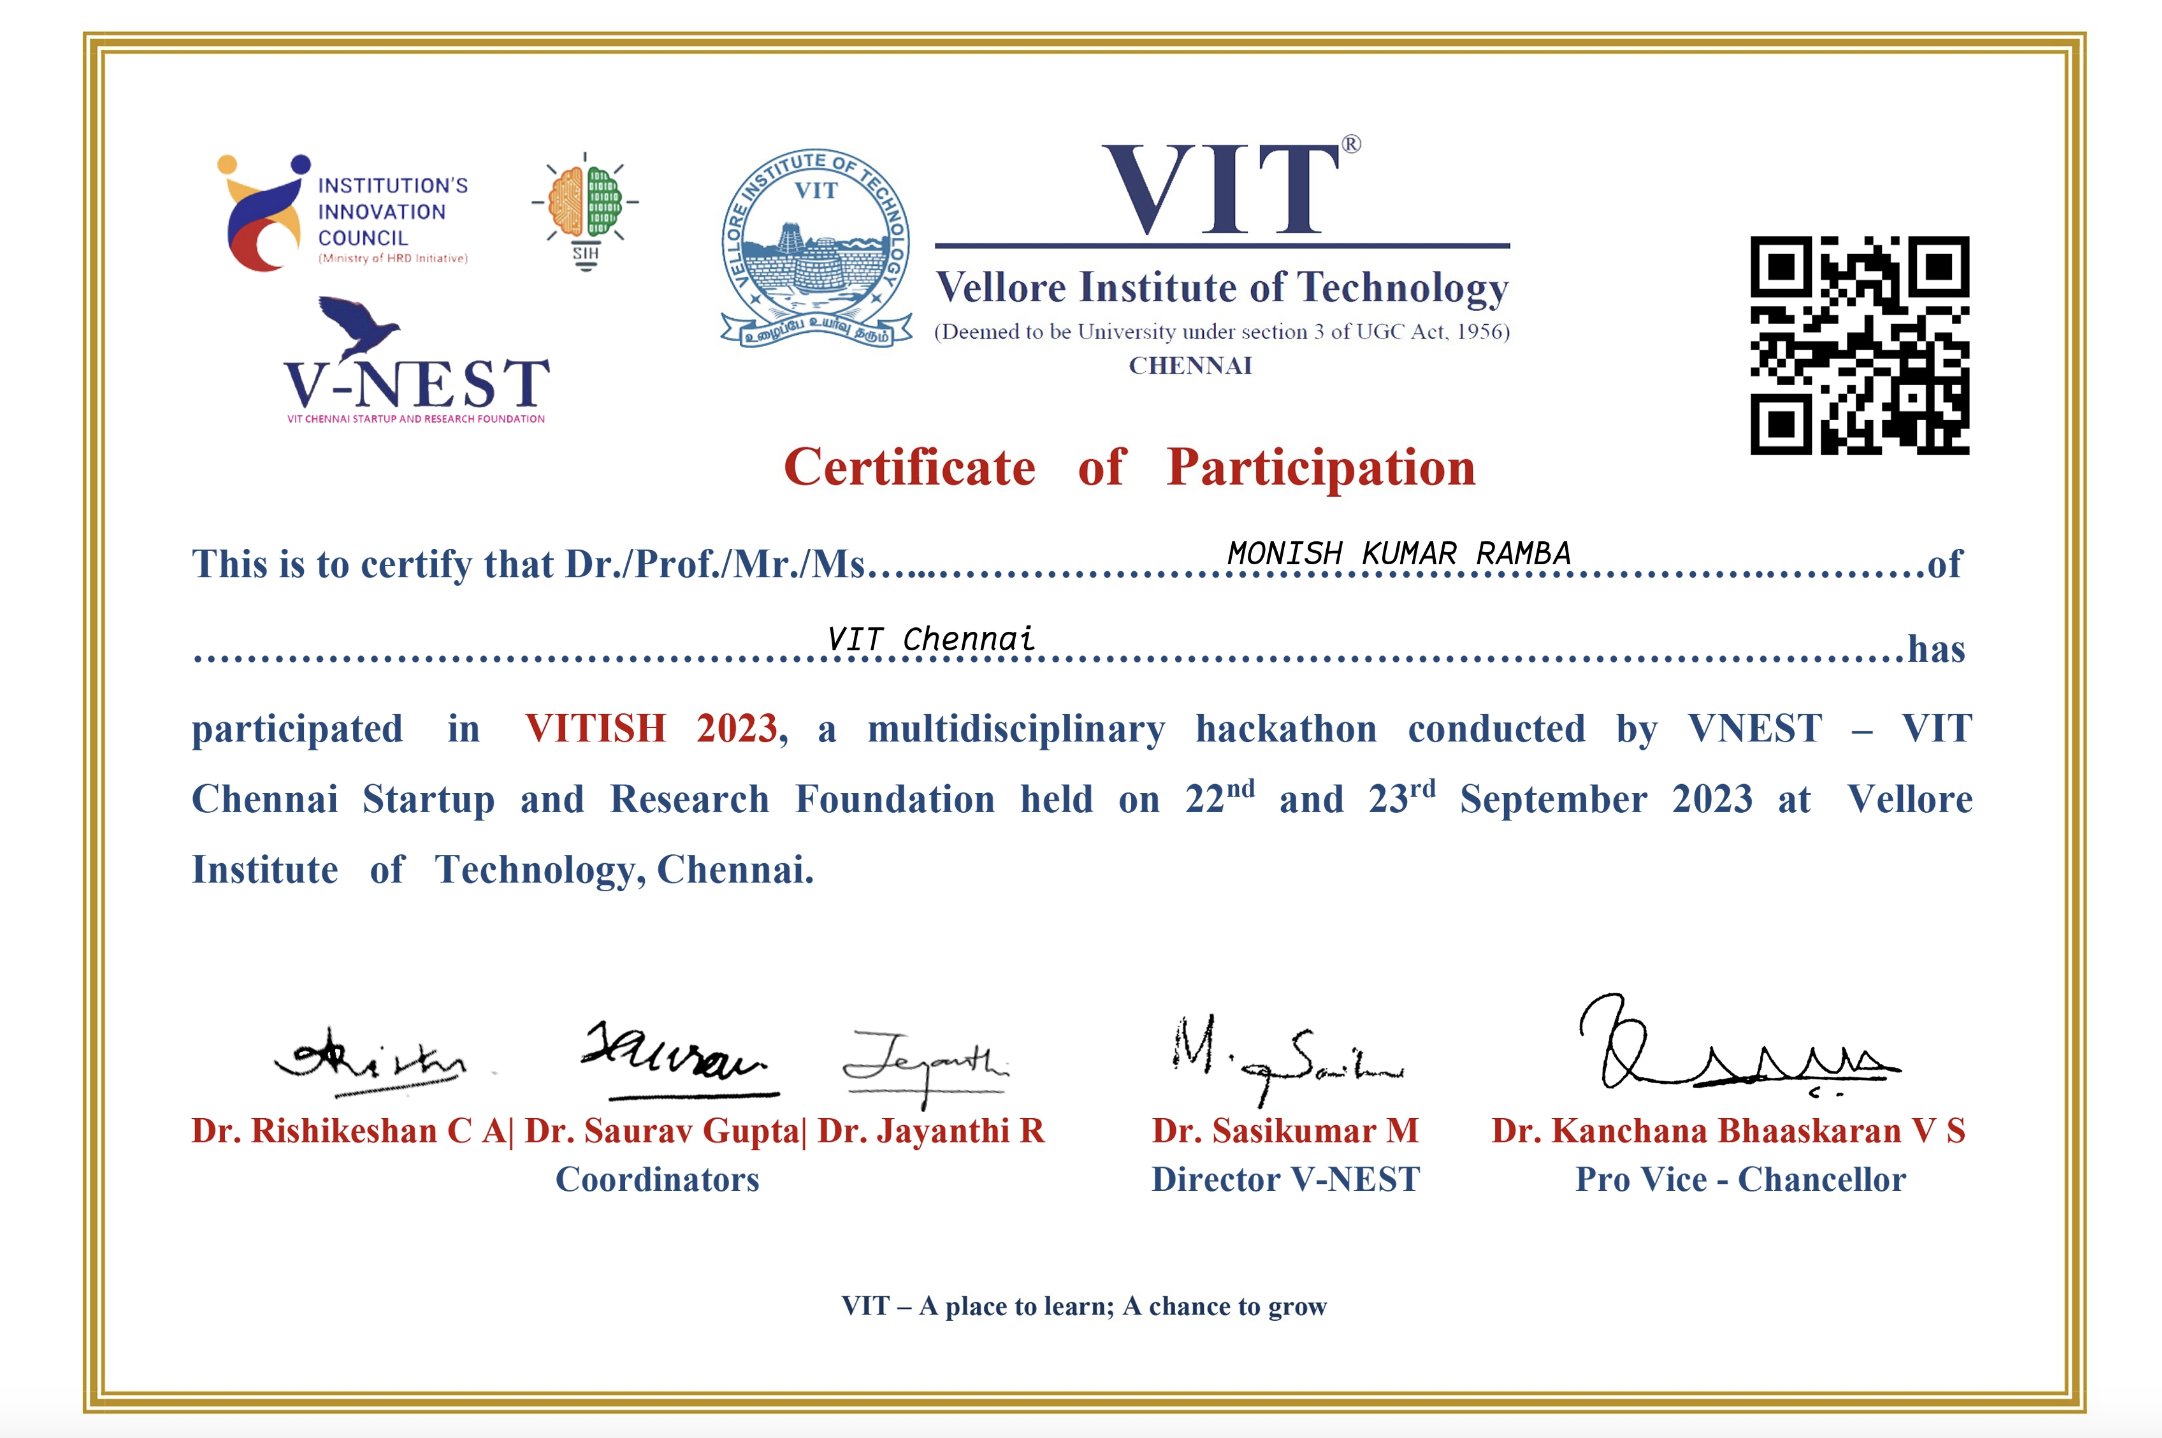 INSTITUTION'S
INNOVATION
COUNCIL
(Ministry of HRD Initiative)
SIH
V-NEST
VIT CHENNAI STARTUP AND RESEARCH FOUNDATION
VELLORE INSTITUTE OF TECHNOLOGY
VIT
உழைப்பே உயர்வு தரும்
VIT®
Vellore Institute of Technology
(Deemed to be University under section 3 of UGC Act, 1956)
CHENNAI
Certificate of Participation
This is to certify that Dr./Prof./Mr./Ms.......MONISH KUMAR RAMBA.......of
.......VIT Chennai.......has
participated in VITISH 2023, a multidisciplinary hackathon conducted by VNEST – VIT
Chennai Startup and Research Foundation held on 22nd and 23rd September 2023 at Vellore
Institute of Technology, Chennai.
Dr. Rishikeshan C A| Dr. Saurav Gupta| Dr. Jayanthi R
Coordinators
Dr. Sasikumar M
Director V-NEST
Dr. Kanchana Bhaaskaran V S
Pro Vice - Chancellor
VIT – A place to learn; A chance to grow